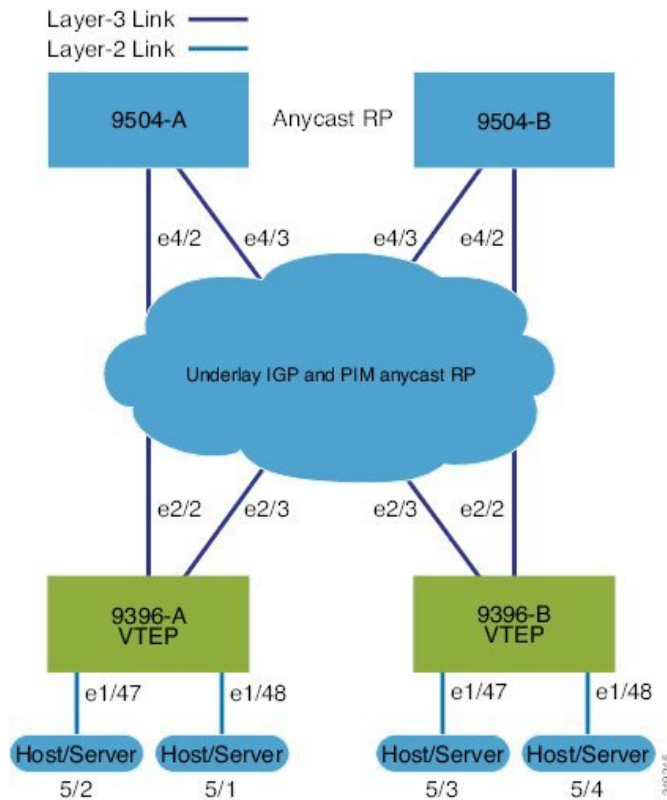 Layer-3 Link
Layer-2 Link
9504-A
Anycast RP
9504-B
e4/2
e4/3
e4/3
e4/2
Underlay IGP and PIM anycast RP
e2/2
e2/3
e2/3
e2/2
9396-A
VTEP
9396-B
VTEP
e1/47
e1/48
e1/47
e1/48
Host/Server
Host/Server
Host/Server
Host/Server
5/2
5/1
5/3
5/4